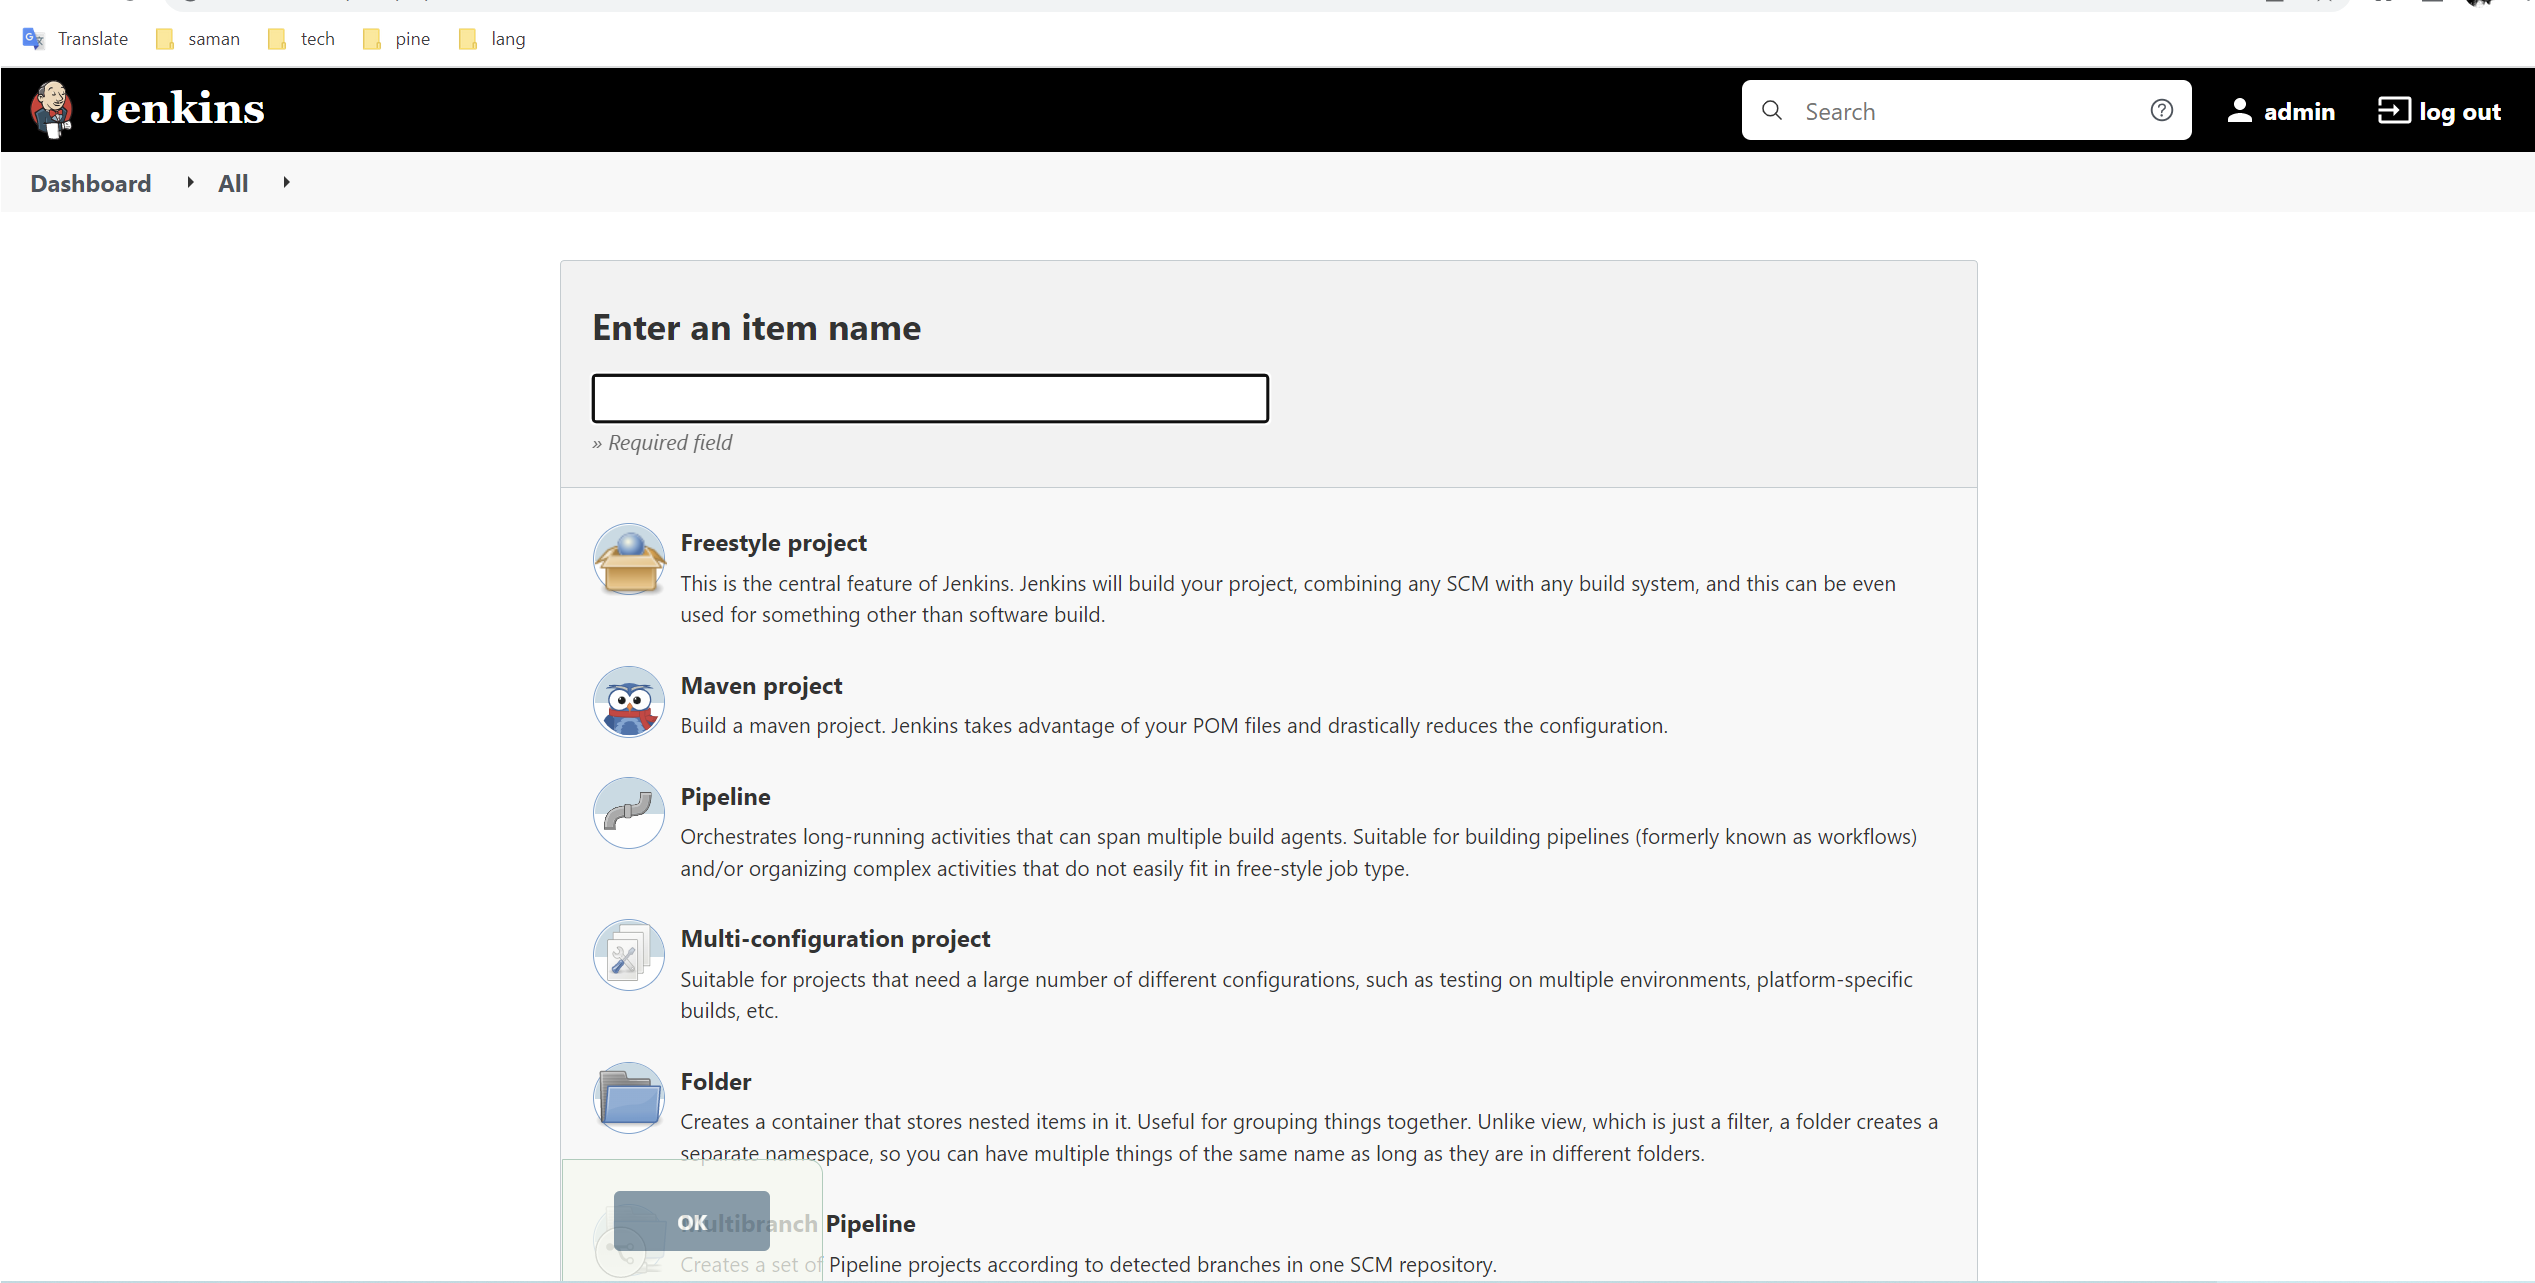 Translate saman tech pine lang
Jenkins
Search
admin
log out
Dashboard All
Enter an item name
» Required field
Freestyle project
This is the central feature of Jenkins. Jenkins will build your project, combining any SCM with any build system, and this can be even
used for something other than software build.
Maven project
Build a maven project. Jenkins takes advantage of your POM files and drastically reduces the configuration.
Pipeline
Orchestrates long-running activities that can span multiple build agents. Suitable for building pipelines (formerly known as workflows)
and/or organizing complex activities that do not easily fit in free-style job type.
Multi-configuration project
Suitable for projects that need a large number of different configurations, such as testing on multiple environments, platform-specific
builds, etc.
Folder
Creates a container that stores nested items in it. Useful for grouping things together. Unlike view, which is just a filter, a folder creates a
separate namespace, so you can have multiple things of the same name as long as they are in different folders.
OK
Multibranch Pipeline
Creates a set of Pipeline projects according to detected branches in one SCM repository.